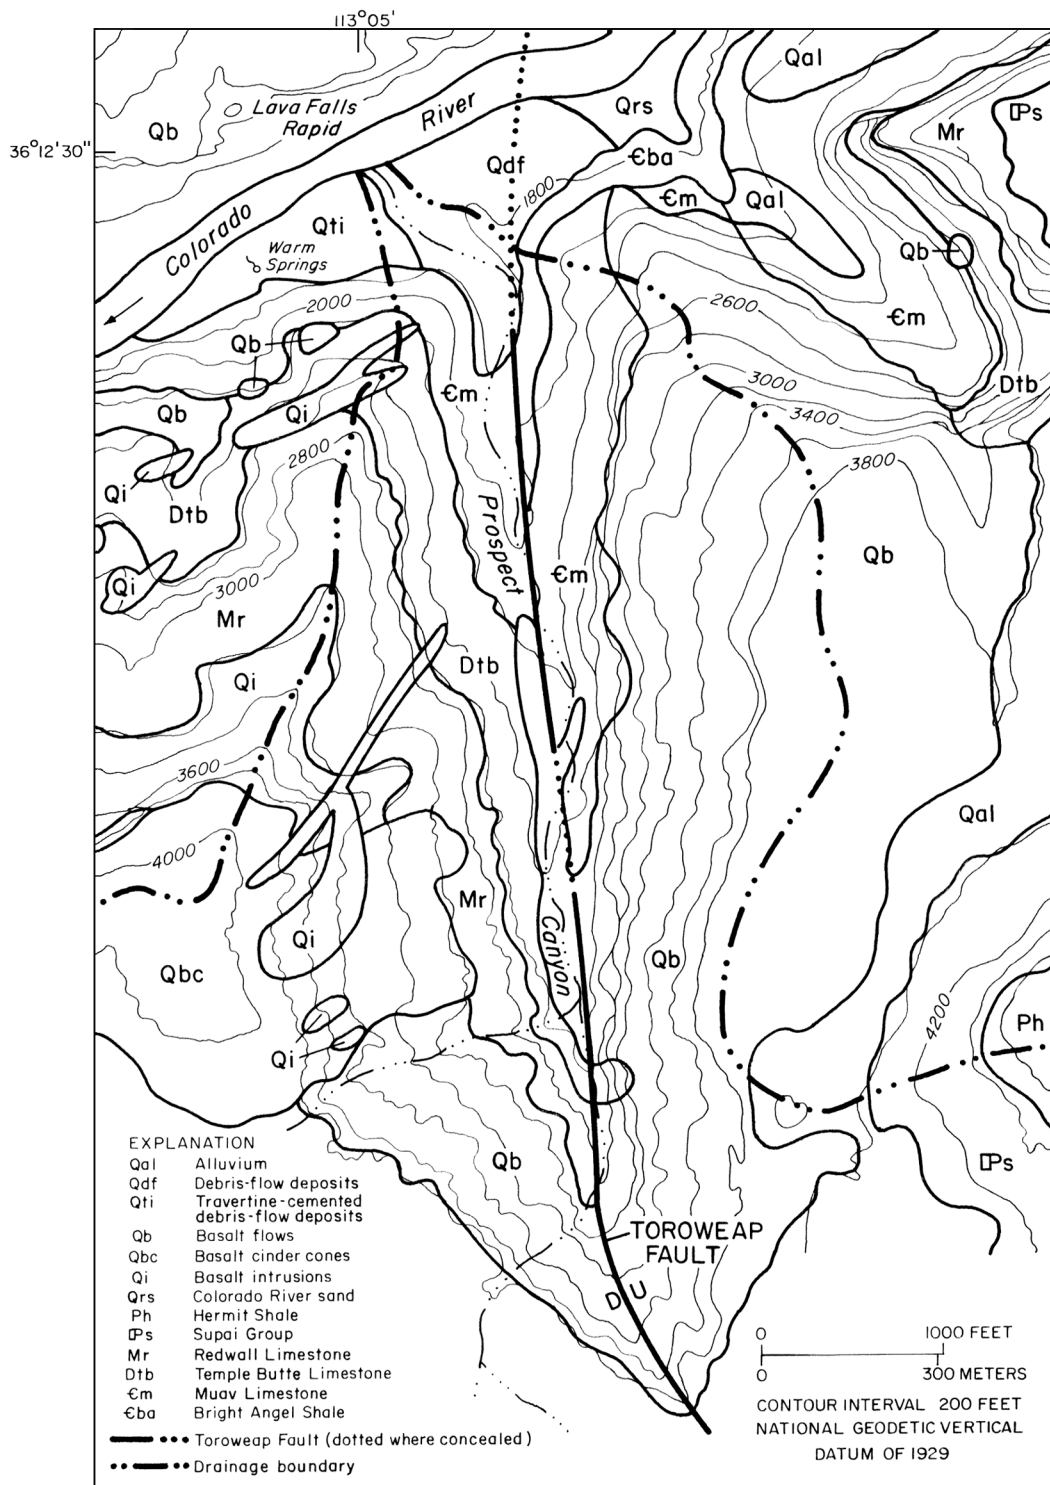 113°05'
Qal
Qb
Lava Falls
Rapid
River
Qrs
Mr
ℙPs
36°12'30"
Qdf
Єba
1800
Єm
Qal
Colorado
Qti
Warm
Springs
Qb
2000
2600
Єm
Qb
3000
Dtb
Єm
3400
Qb
Qi
2800
3800
Qi
Dtb
Prospect
Qb
Qi
3000
Єm
Mr
Dtb
Qi
3600
Qal
4000
Mr
Qi
Canyon
Qbc
Qb
4200
Ph
Qi
Qb
ℙPs
EXPLANATION
Qal Alluvium
Qdf Debris-flow deposits
Qti Travertine-cemented
debris-flow deposits
Qb Basalt flows
Qbc Basalt cinder cones
Qi Basalt intrusions
Qrs Colorado River sand
Ph Hermit Shale
ℙPs Supai Group
Mr Redwall Limestone
Dtb Temple Butte Limestone
Єm Muav Limestone
Єba Bright Angel Shale
Toroweap Fault (dotted where concealed)
Drainage boundary
TOROWEAP
FAULT
D U
0 1000 FEET
0 300 METERS
CONTOUR INTERVAL 200 FEET
NATIONAL GEODETIC VERTICAL
DATUM OF 1929